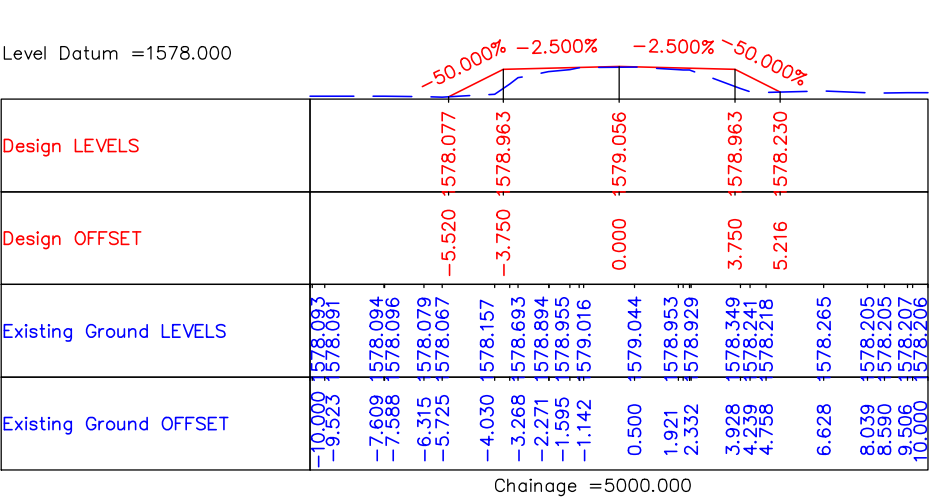 Level Datum =1578.000
-50.000% -2.500% -2.500% -50.000%
Design LEVELS 1578.077 1578.963 1579.056 1578.963 1578.230
Design OFFSET -5.520 -3.750 0.000 3.750 5.216
Existing Ground LEVELS 1578.093 1578.091 1578.094 1578.096 1578.079 1578.067 1578.157 1578.693 1578.894 1578.955 1579.016 1579.044 1578.953 1578.929 1578.349 1578.241 1578.218 1578.265 1578.205 1578.205 1578.207 1578.206
Existing Ground OFFSET -10.000 -9.523 -7.609 -7.588 -6.315 -5.725 -4.030 -3.268 -2.271 -1.595 -1.142 0.500 1.921 2.332 3.928 4.239 4.758 6.628 8.039 8.590 9.506 10.000
Chainage =5000.000